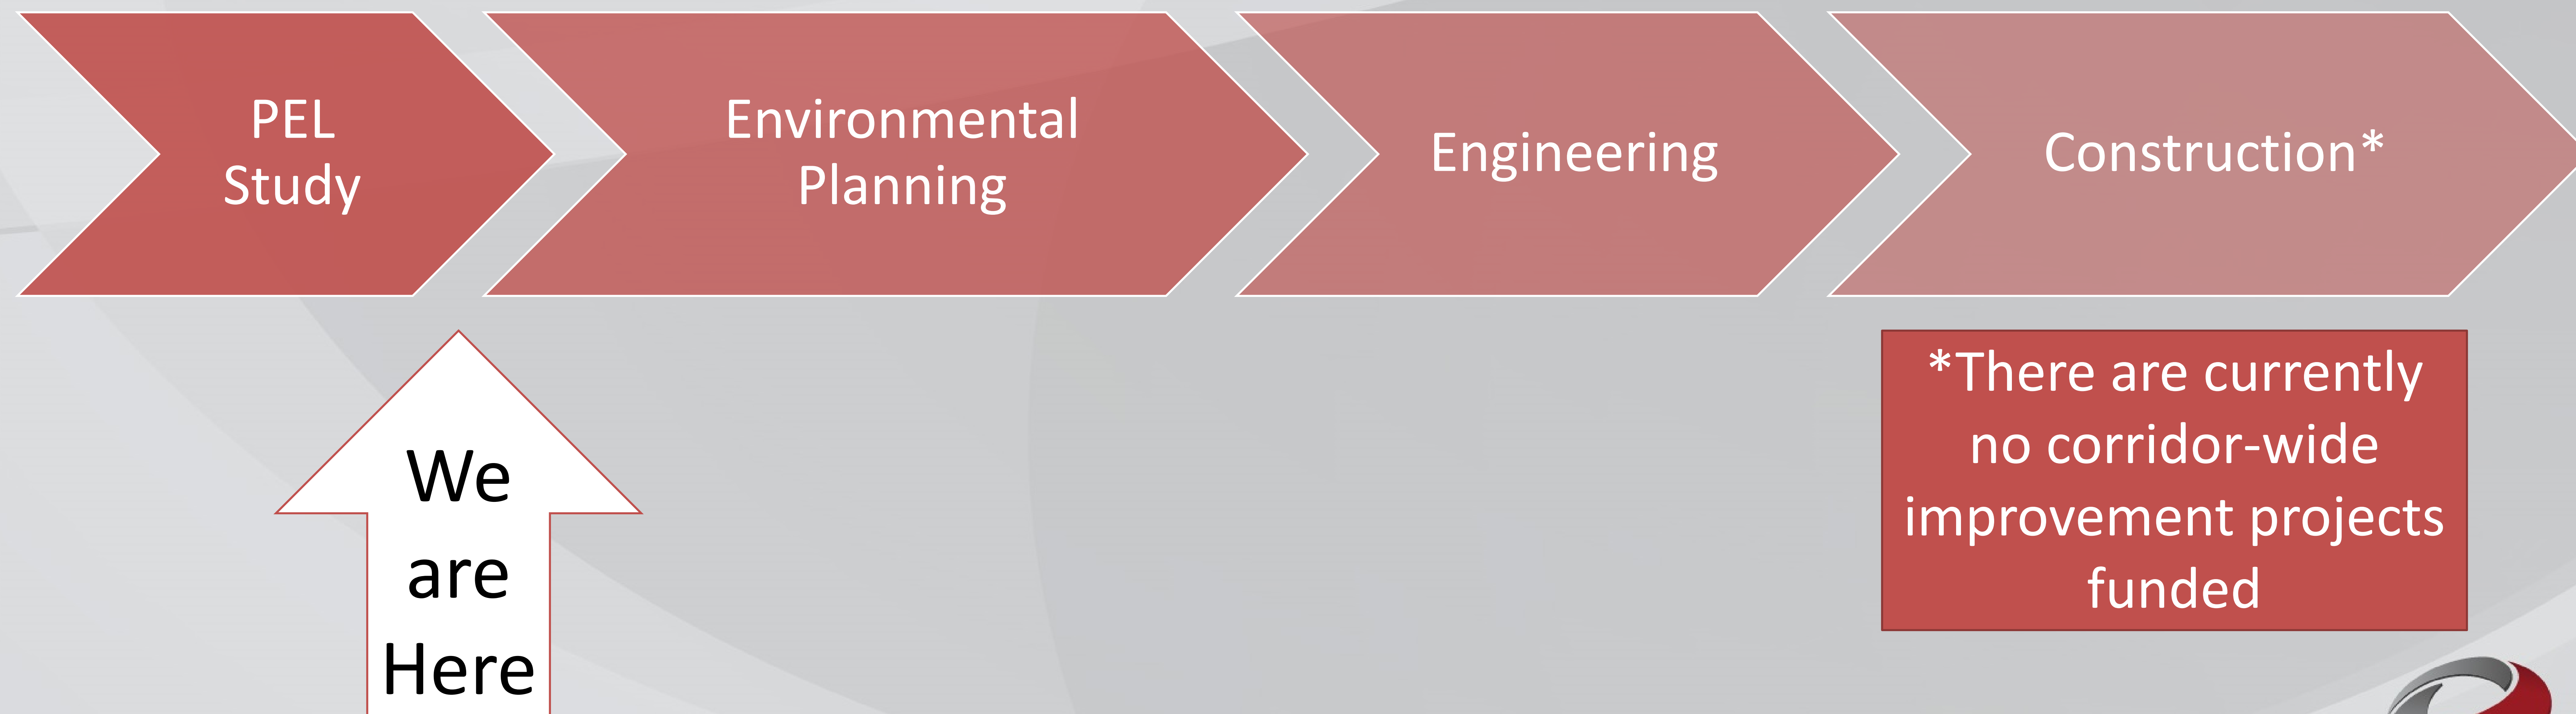 PEL
Study
Environmental
Planning
Engineering
Construction*
We
are
Here
*There are currently
no corridor-wide
improvement projects
funded